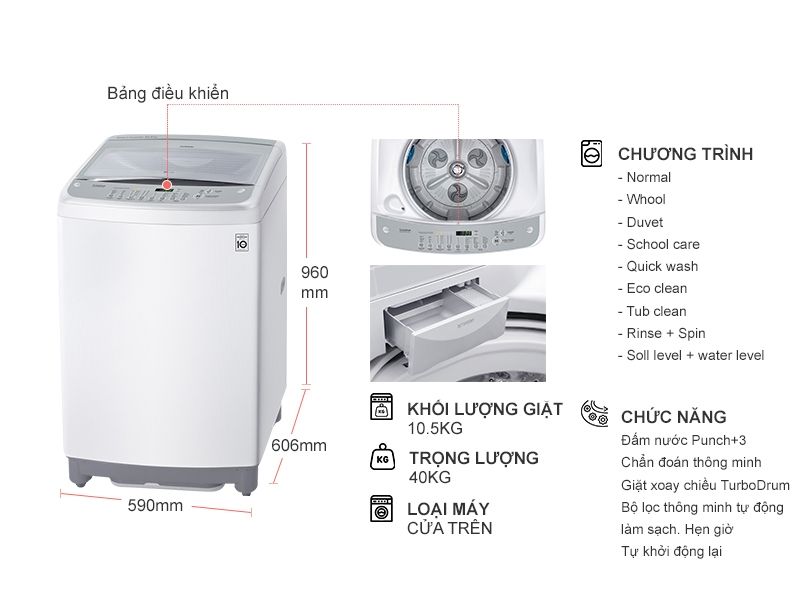 Bảng điều khiển
960
mm
606mm
590mm
KHỐI LƯỢNG GIẶT
10.5KG
KG
TRỌNG LƯỢNG
40KG
LOẠI MÁY
CỬA TRÊN
CHƯƠNG TRÌNH
- Normal
- Whool
- Duvet
- School care
- Quick wash
- Eco clean
- Tub clean
- Rinse + Spin
- Soll level + water level
CHỨC NĂNG
Đấm nước Punch+3
Chẩn đoán thông minh
Giặt xoay chiều TurboDrum
Bộ lọc thông minh tự động
làm sạch. Hẹn giờ
Tự khởi động lại